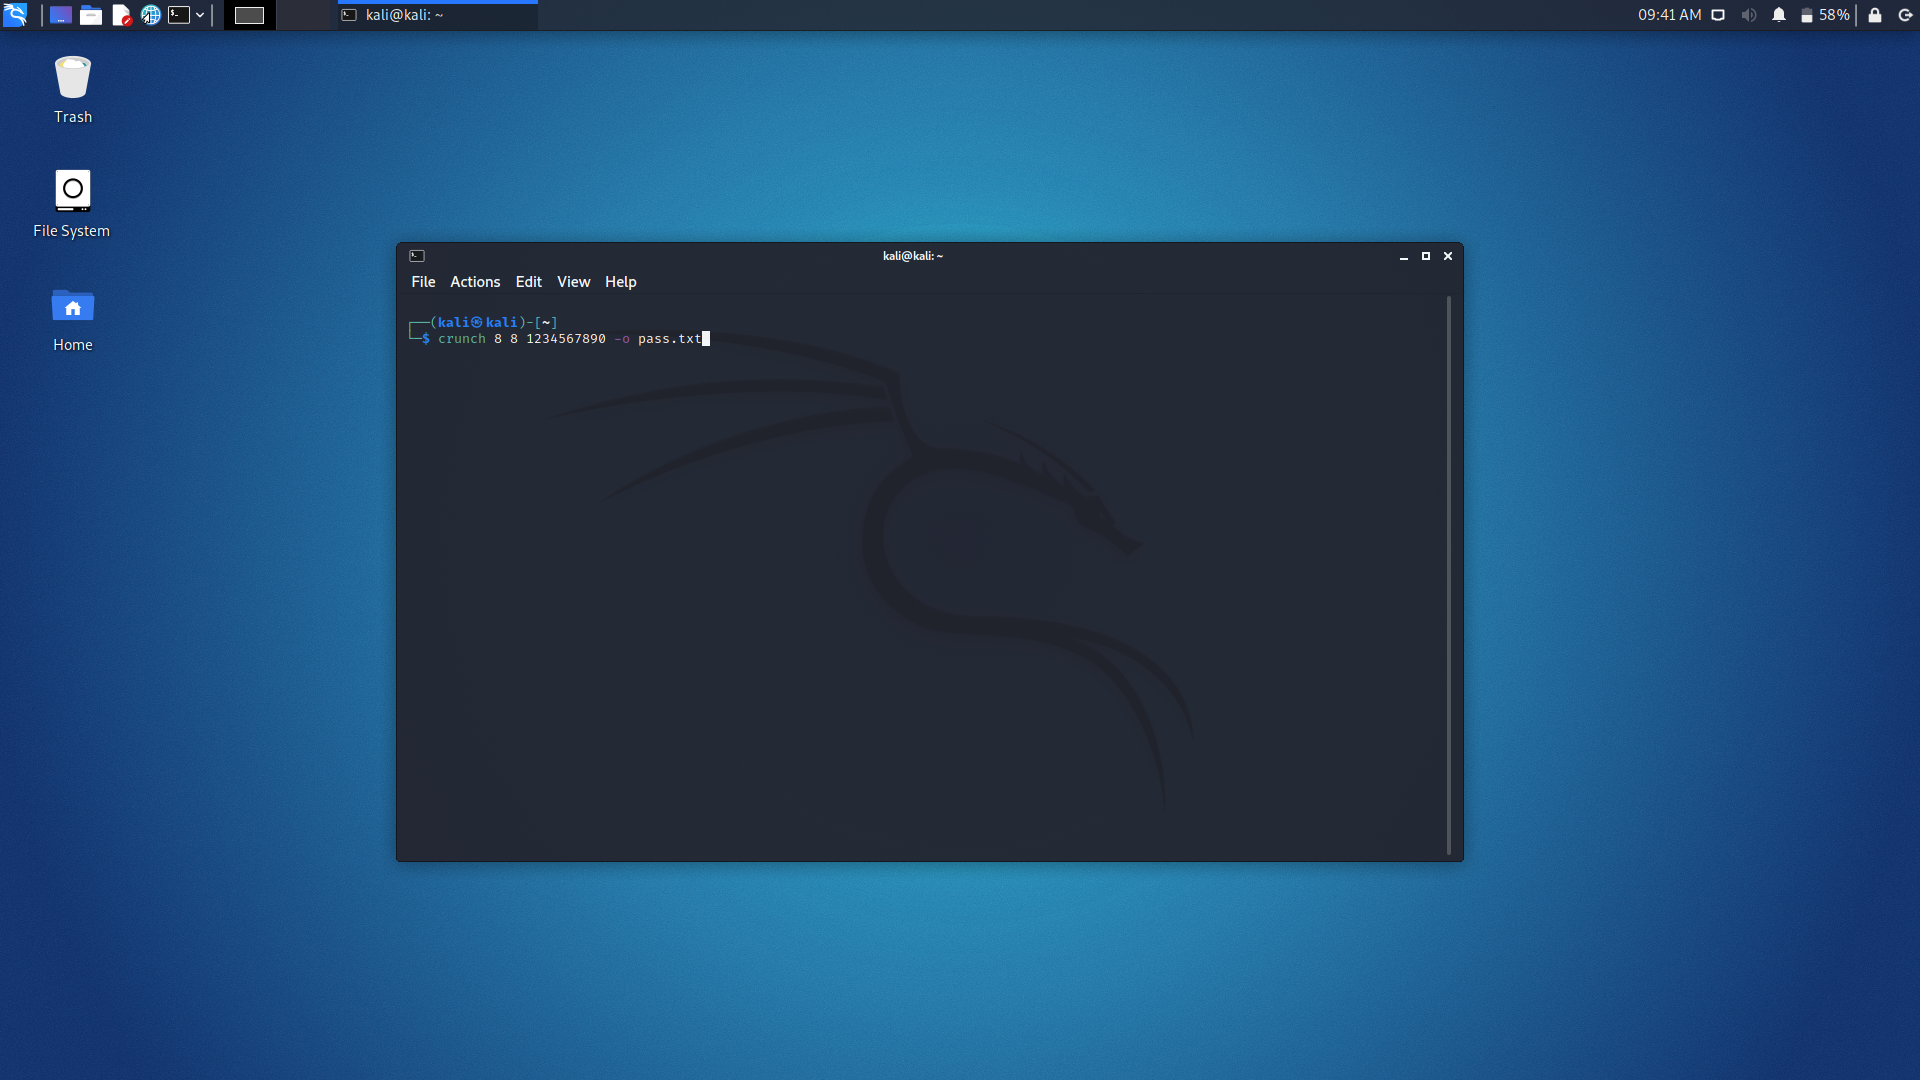 kali@kali: ~
09:41 AM
58%
Trash
File System
Home
kali@kali: ~
File Actions Edit View Help
┌──(kali㉿kali)-[~]
└─$ crunch 8 8 1234567890 -o pass.txt